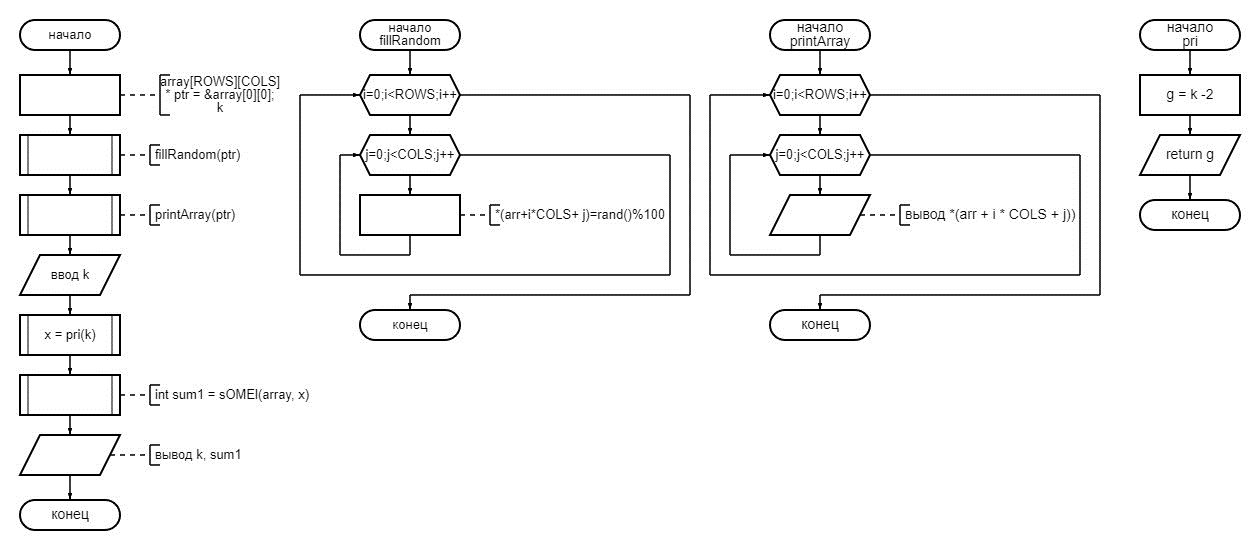 начало
array[ROWS][COLS]
* ptr = &array[0][0];
k
fillRandom(ptr)
printArray(ptr)
ввод k
x = pri(k)
int sum1 = sOMEI(array, x)
вывод k, sum1
конец
начало
fillRandom
i=0;i<ROWS;i++
j=0;j<COLS;j++
*(arr+i*COLS+ j)=rand()%100
конец
начало
printArray
i=0;i<ROWS;i++
j=0;j<COLS;j++
вывод *(arr + i * COLS + j))
конец
начало
pri
g = k -2
return g
конец